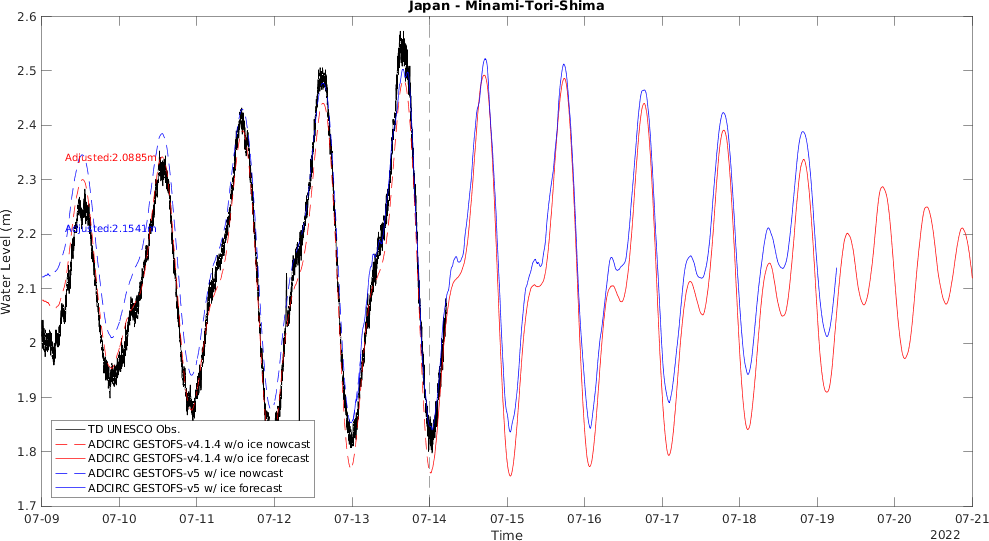 Japan - Minami-Tori-Shima
2.6
2.5
2.4
2.3
2.2
2.1
2
1.9
1.8
1.7
Water Level (m)
Adjusted:2.0885m
Adjusted:2.1541m
TD UNESCO Obs.
ADCIRC GESTOFS-v4.1.4 w/o ice nowcast
ADCIRC GESTOFS-v4.1.4 w/o ice forecast
ADCIRC GESTOFS-v5 w/ ice nowcast
ADCIRC GESTOFS-v5 w/ ice forecast
07-09 07-10 07-11 07-12 07-13 07-14 07-15 07-16 07-17 07-18 07-19 07-20 07-21
Time
2022